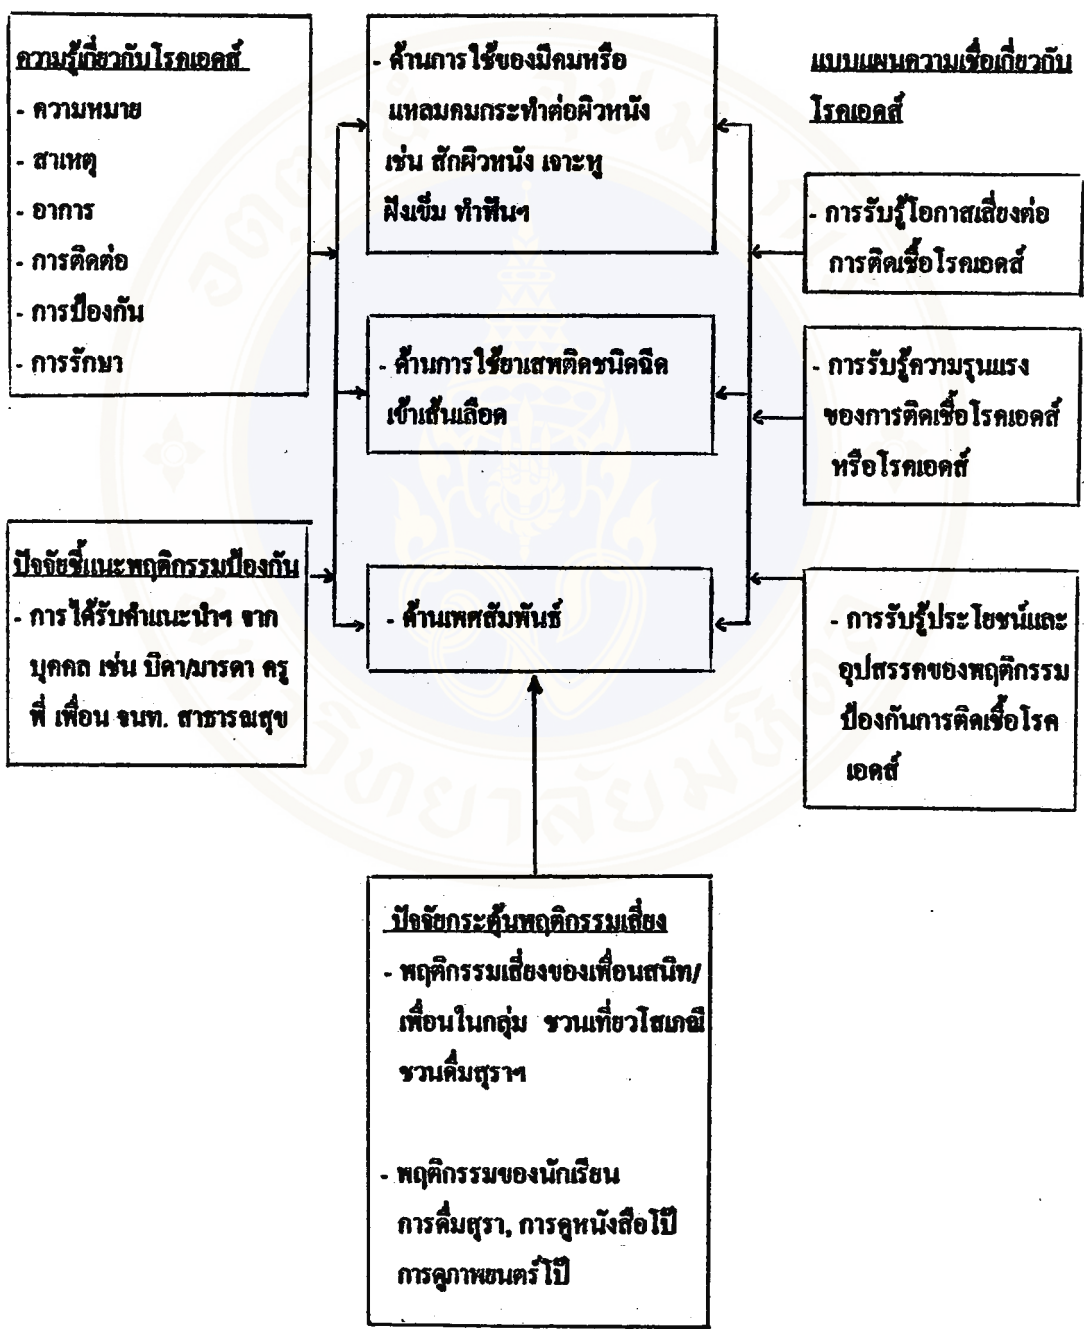 ความรู้เกี่ยวกับโรคเอดส์
- ความหมาย
- สาเหตุ
- อาการ
- การติดต่อ
- การป้องกัน
- การรักษา
ปัจจัยชี้แนะพฤติกรรมป้องกัน
- การได้รับคำแนะนำฯ จาก
บุคคล เช่น บิดา/มารดา ครู
พี่ เพื่อน จนท. สาธารณสุข
- ด้านการใช้ของมีคมหรือ
แหลมคมกระทำต่อผิวหนัง
เช่น สักผิวหนัง เจาะหู
ฝังเข็ม ทำฟันฯ
- ด้านการใช้ยาเสพติดชนิดฉีด
เข้าเส้นเลือด
- ด้านเพศสัมพันธ์
แบบแผนความเชื่อเกี่ยวกับ
โรคเอดส์
- การรับรู้โอกาสเสี่ยงต่อ
การติดเชื้อโรคเอดส์
- การรับรู้ความรุนแรง
ของการติดเชื้อโรคเอดส์
หรือโรคเอดส์
- การรับรู้ประโยชน์และ
อุปสรรคของพฤติกรรม
ป้องกันการติดเชื้อโรค
เอดส์
ปัจจัยกระตุ้นพฤติกรรมเสี่ยง
- พฤติกรรมเสี่ยงของเพื่อนสนิท/
เพื่อนในกลุ่ม ชวนเที่ยวโสเภณี
ชวนดื่มสุราฯ
- พฤติกรรมของนักเรียน
การดื่มสุรา, การดูหนังสือโป๊
การดูภาพยนตร์โป๊